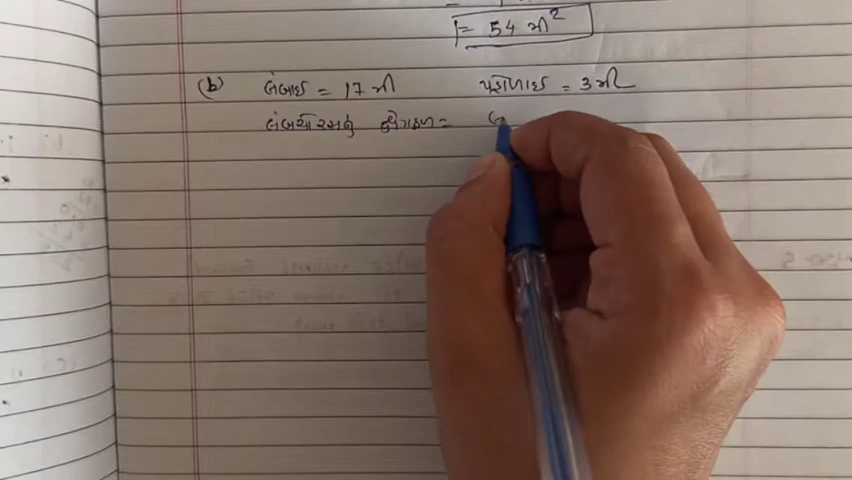 = 54 મી²
(b) લંબાઈ = 17 મી પહોળાઈ = 3 મી
લંબચોરસનું ક્ષેત્રફળ = લ